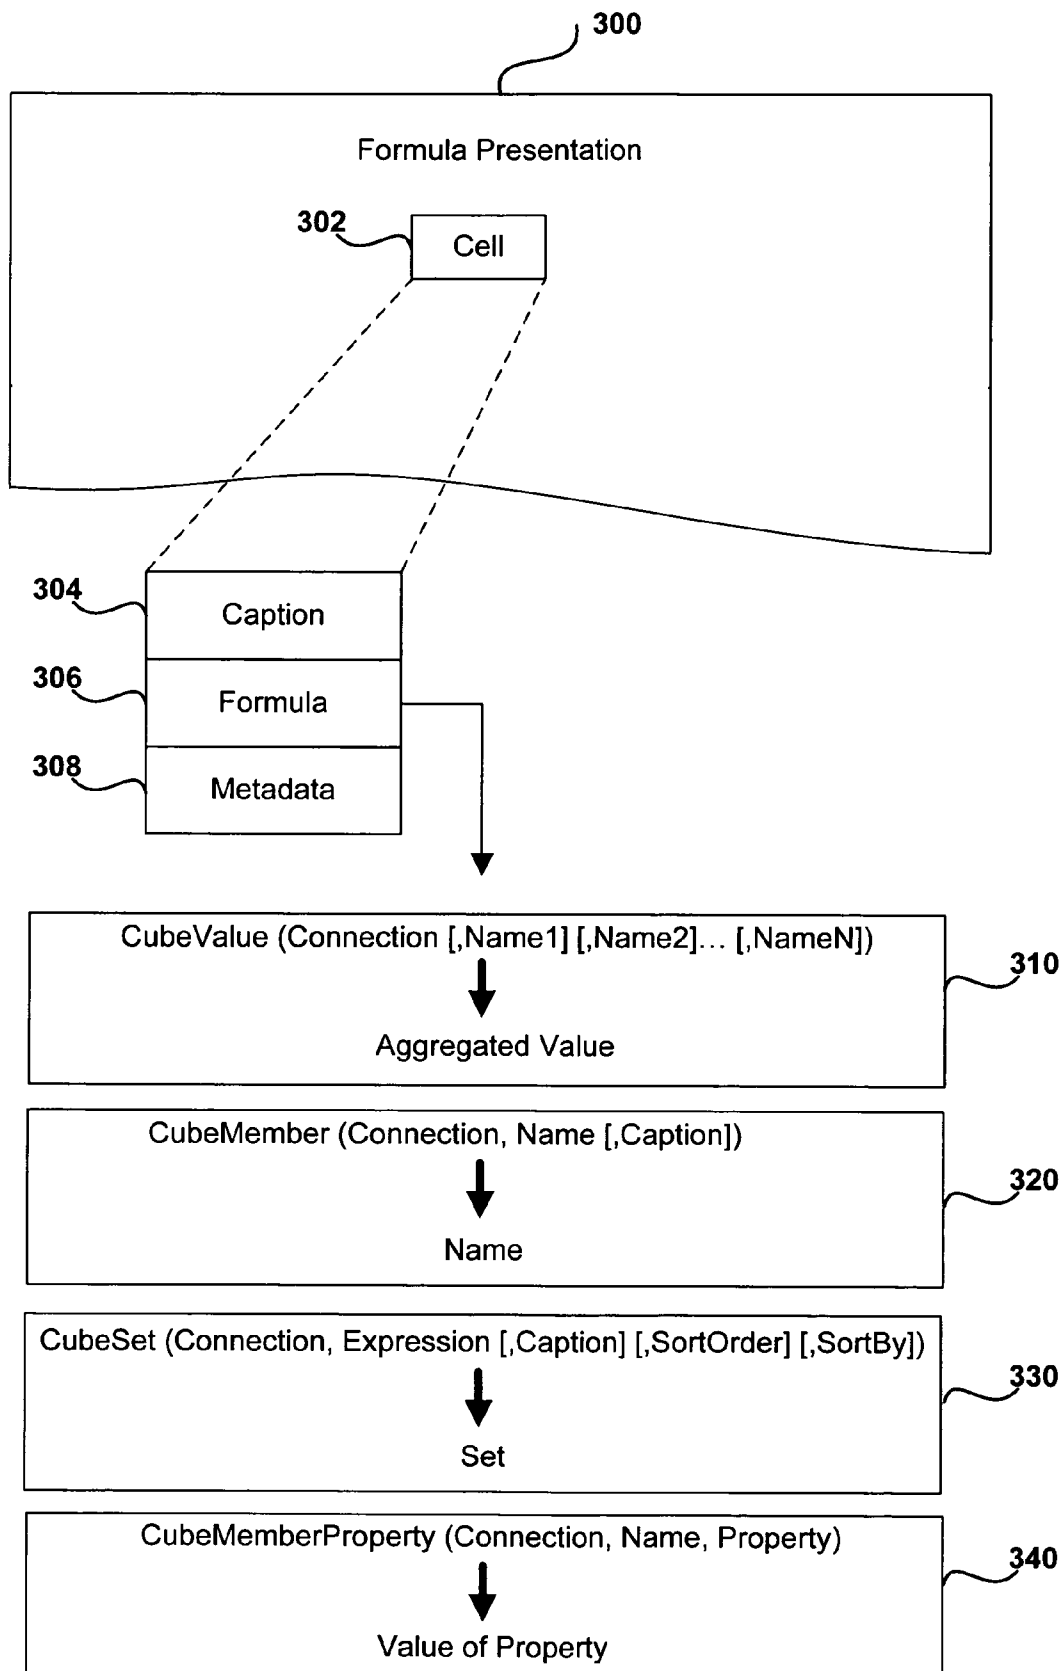 300
Formula Presentation
302
Cell
304
Caption
306
Formula
308
Metadata
CubeValue (Connection [,Name1] [,Name2]... [,NameN])
310
Aggregated Value
CubeMember (Connection, Name [,Caption])
320
Name
CubeSet (Connection, Expression [,Caption] [,SortOrder] [,SortBy])
330
Set
CubeMemberProperty (Connection, Name, Property)
340
Value of Property